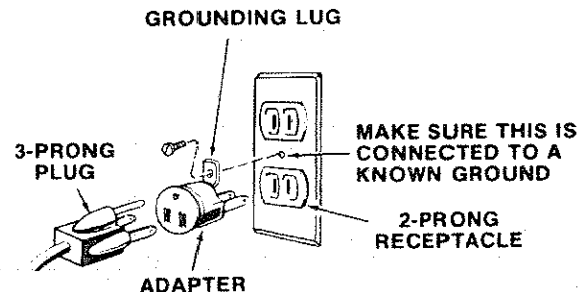 GROUNDING LUG
3-PRONG
PLUG
MAKE SURE THIS IS
CONNECTED TO A
KNOWN GROUND
2-PRONG
RECEPTACLE
ADAPTER